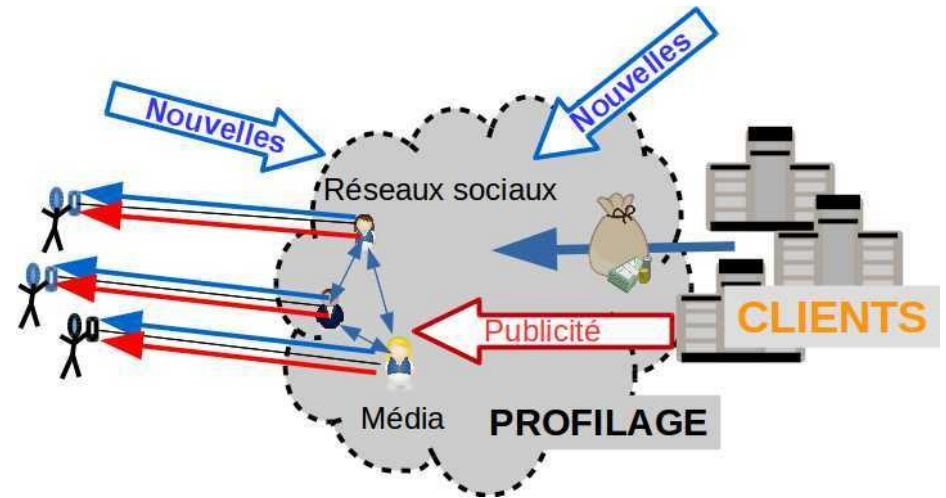 Nouvelles
Nouvelles
Réseaux sociaux
Publicité
CLIENTS
Média
PROFILAGE